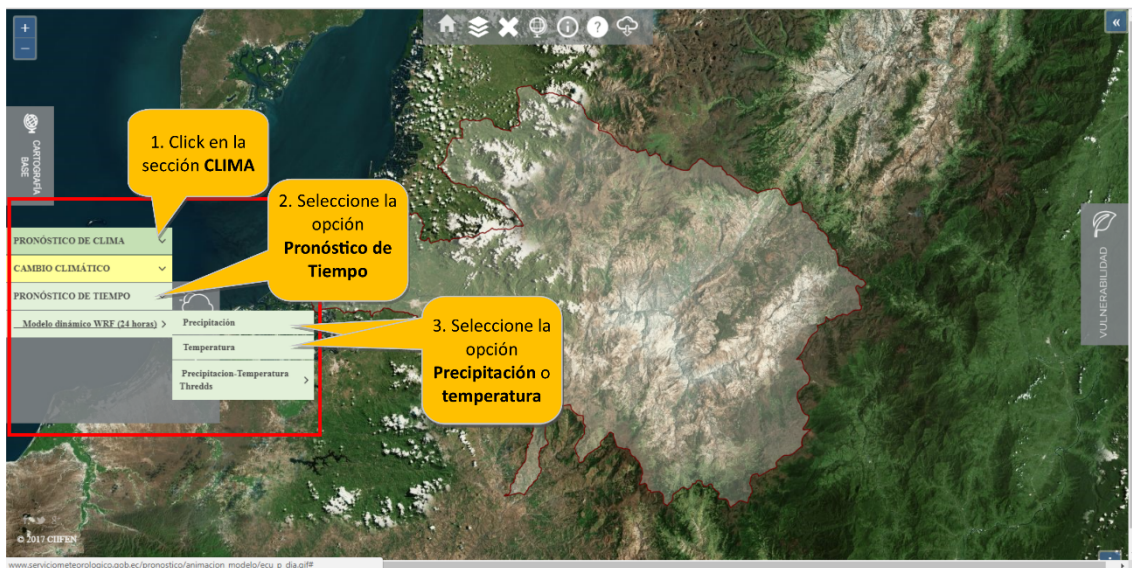 +
−
«
?
CARTOGRAFÍA
BASE
1. Click en la
sección CLIMA
2. Seleccione la
opción
Pronóstico de
Tiempo
PRONÓSTICO DE CLIMA
CAMBIO CLIMÁTICO
PRONÓSTICO DE TIEMPO
Modelo dinámico WRF (24 horas) >
Precipitación
Temperatura
Precipitacion-Temperatura
Thredds >
3. Seleccione la
opción
Precipitación o
temperatura
VULNERABILIDAD
© 2017 CIIFEN
www.serviciometeorologico.gob.ec/pronostico/animacion_modelo/ecu_p_dia.gif#